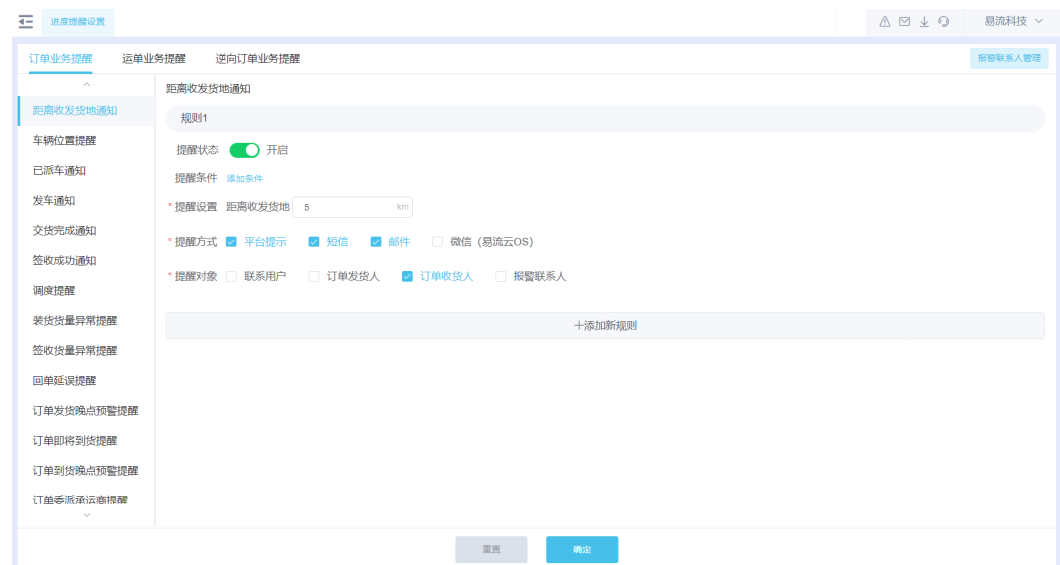 进度提醒设置
易流科技
订单业务提醒 运单业务提醒 逆向订单业务提醒
报警联系人管理
距离收发货地通知
车辆位置提醒
已派车通知
发车通知
交货完成通知
签收成功通知
调度提醒
装货货量异常提醒
签收货量异常提醒
回单延误提醒
订单发货晚点预警提醒
订单即将到货提醒
订单到货晚点预警提醒
订单委派承运商提醒
距离收发货地通知
规则1
提醒状态 开启
提醒条件 添加条件
*提醒设置 距离收发货地 5 km
*提醒方式 平台提示 短信 邮件 微信（易流云OS）
*提醒对象 联系用户 订单发货人 订单收货人 报警联系人
+添加新规则
重置 确定